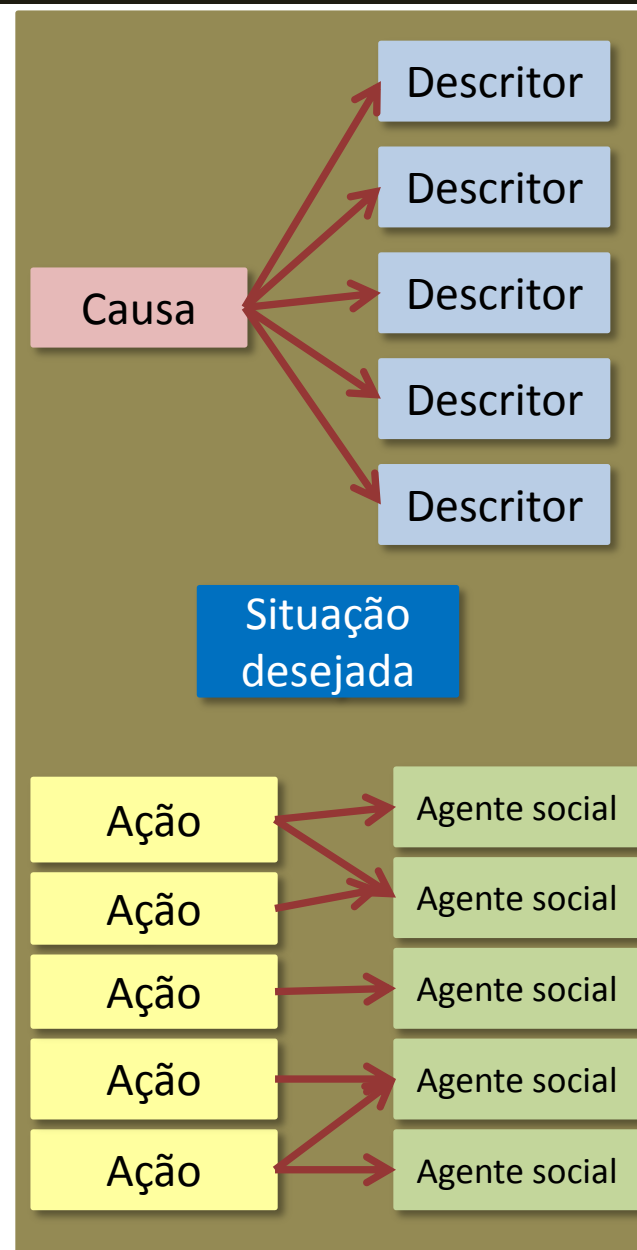 Descritor
Descritor
Causa
Descritor
Descritor
Descritor
Situação
desejada
Ação
Agente social
Ação
Agente social
Ação
Agente social
Ação
Agente social
Ação
Agente social